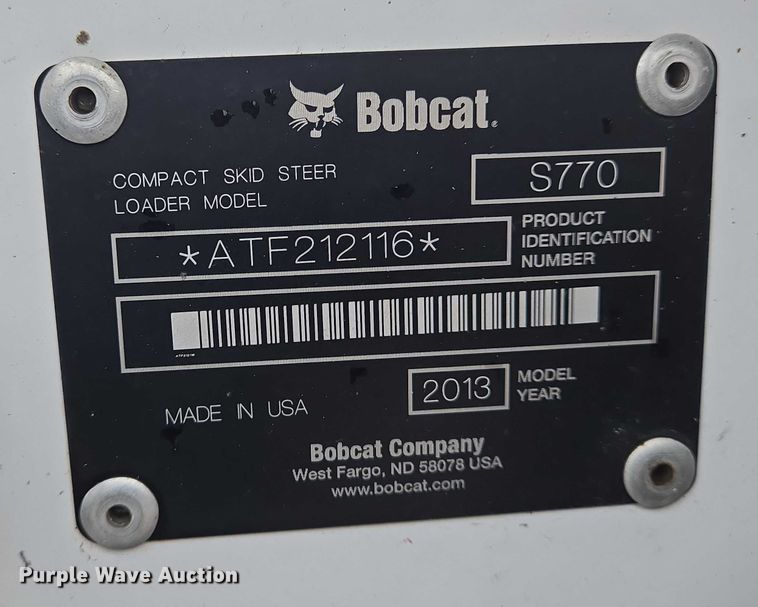 Bobcat®
COMPACT SKID STEER
LOADER MODEL
S770
*ATF212116*
PRODUCT
IDENTIFICATION
NUMBER
MADE IN USA
2013
MODEL
YEAR
Bobcat Company
West Fargo, ND 58078 USA
www.bobcat.com
Purple Wave Auction